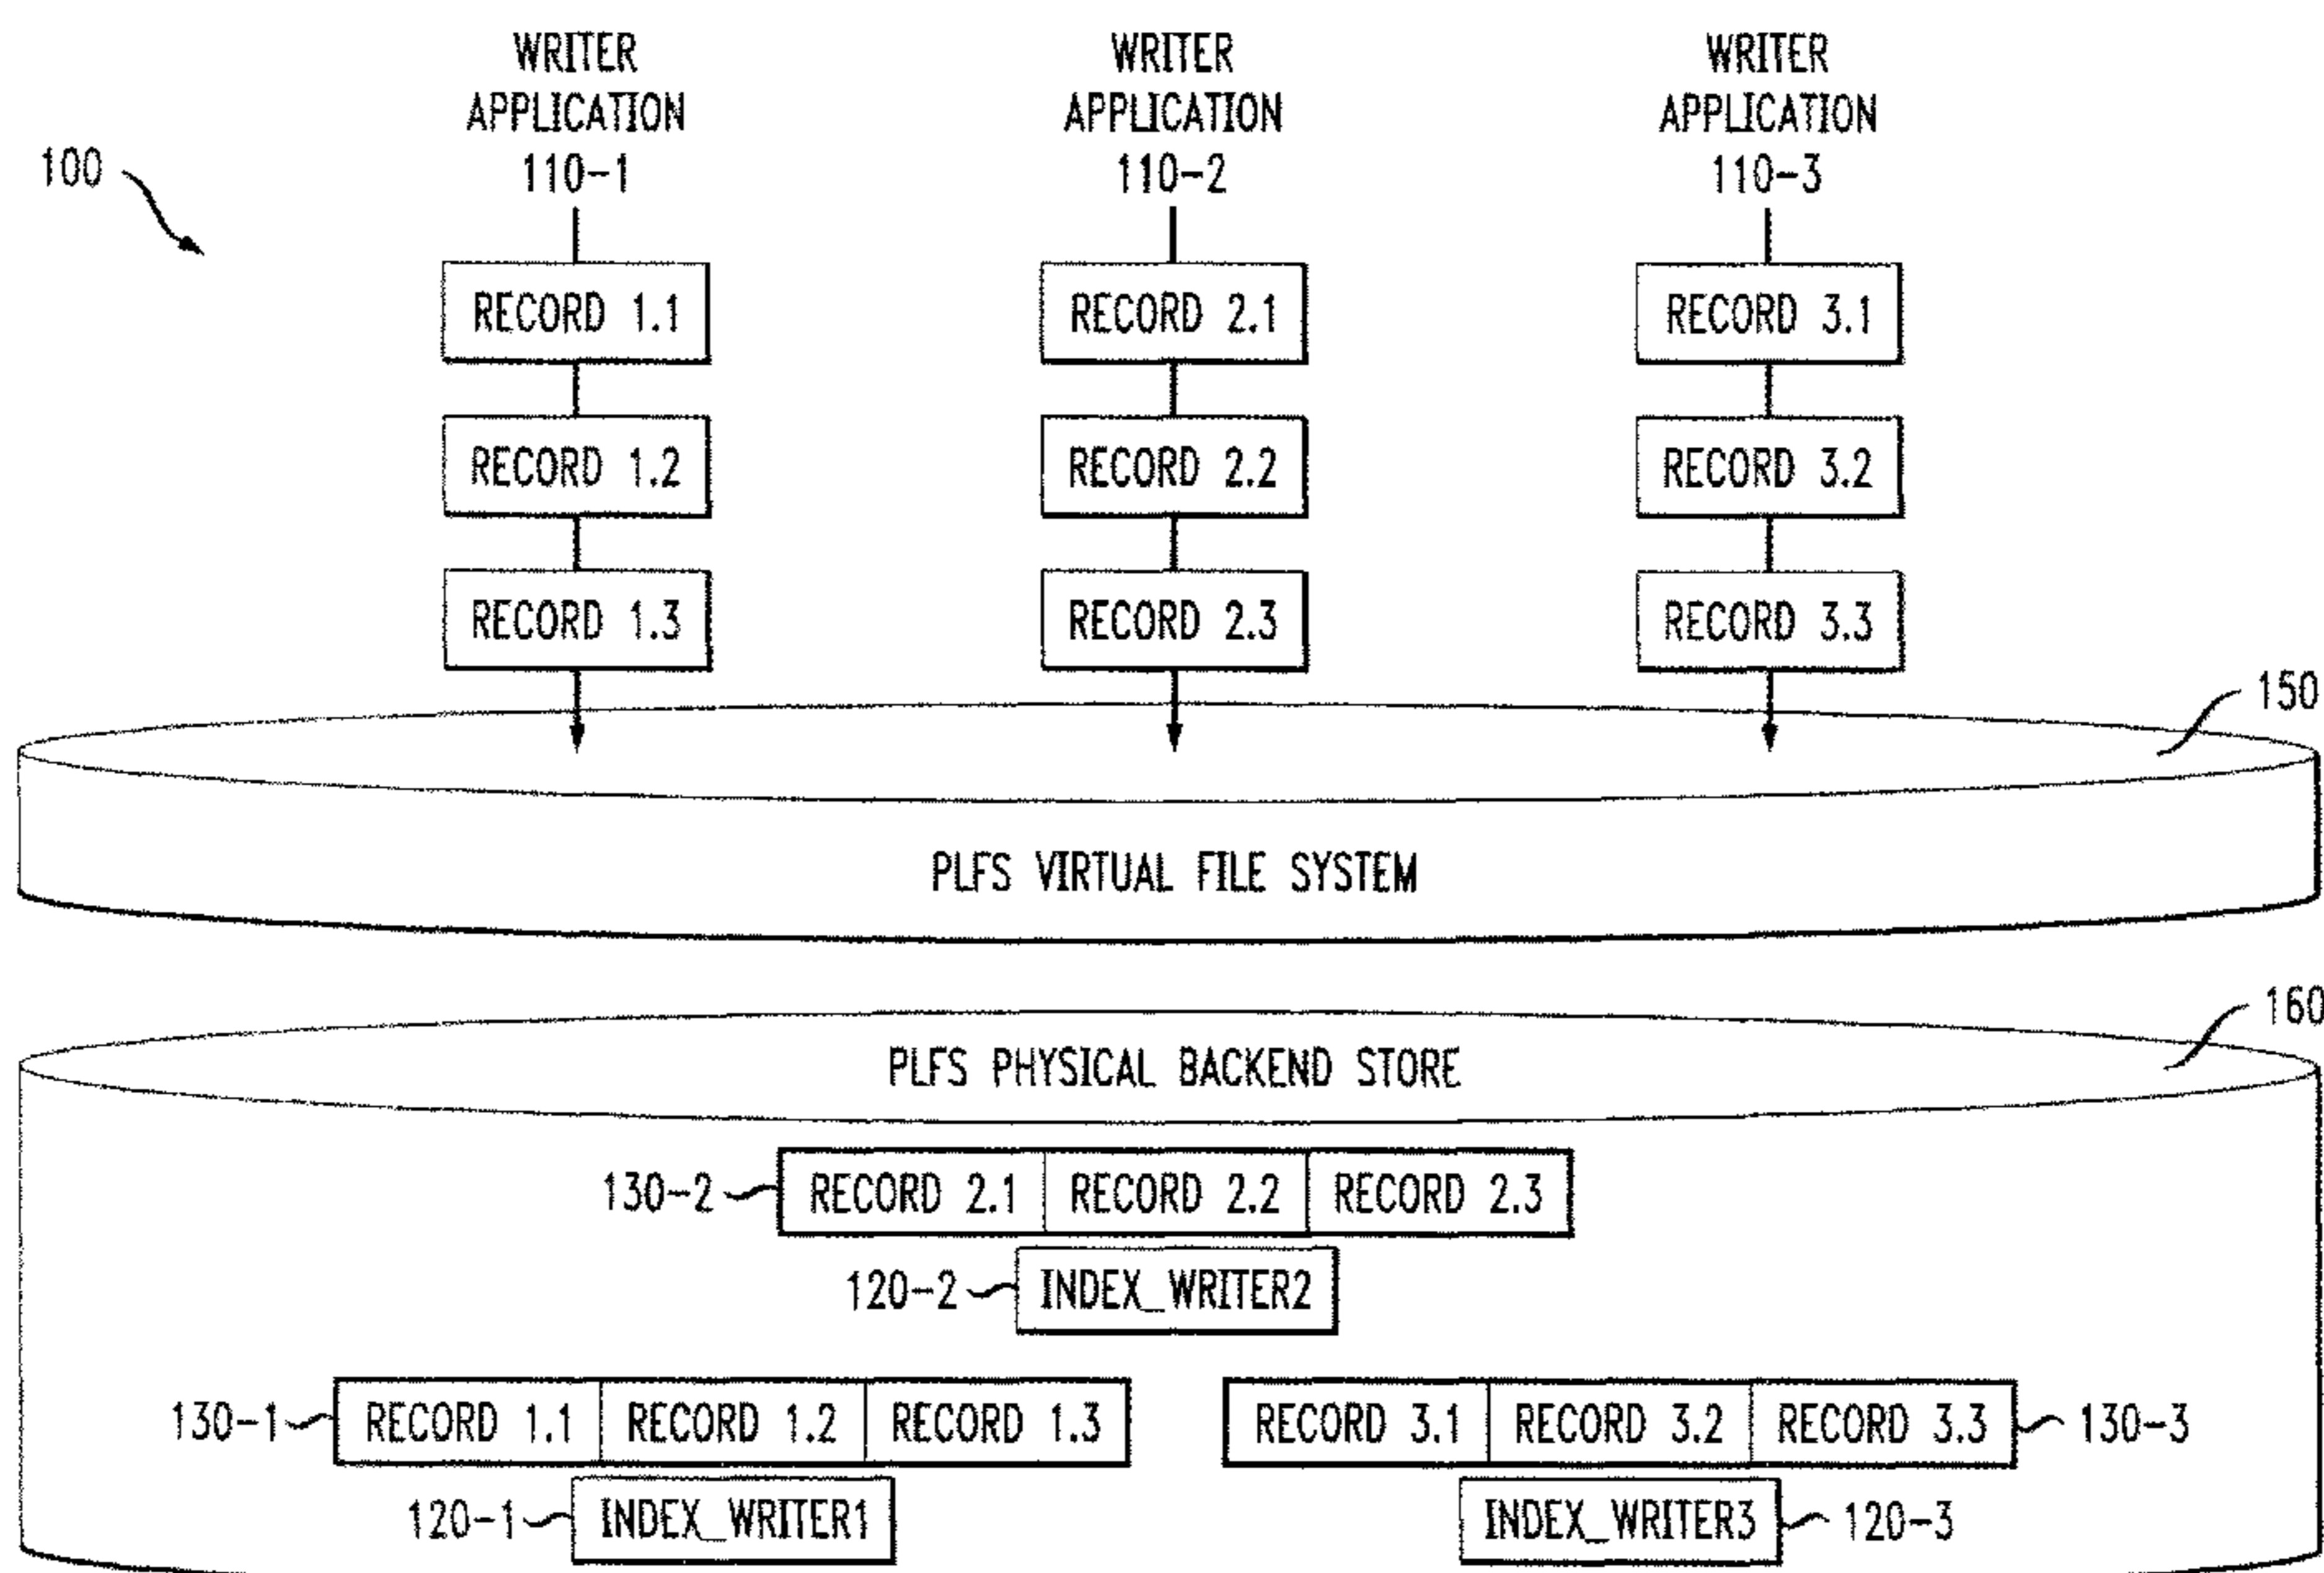 WRITER WRITER WRITER
APPLICATION APPLICATION APPLICATION
100 110-1 110-2 110-3
RECORD 1.1 RECORD 2.1 RECORD 3.1
RECORD 1.2 RECORD 2.2 RECORD 3.2
RECORD 1.3 RECORD 2.3 RECORD 3.3
150
PLFS VIRTUAL FILE SYSTEM
160
PLFS PHYSICAL BACKEND STORE
130-2 RECORD 2.1 RECORD 2.2 RECORD 2.3
120-2 INDEX_WRITER2
130-1 RECORD 1.1 RECORD 1.2 RECORD 1.3 RECORD 3.1 RECORD 3.2 RECORD 3.3 130-3
120-1 INDEX_WRITER1 INDEX_WRITER3 120-3